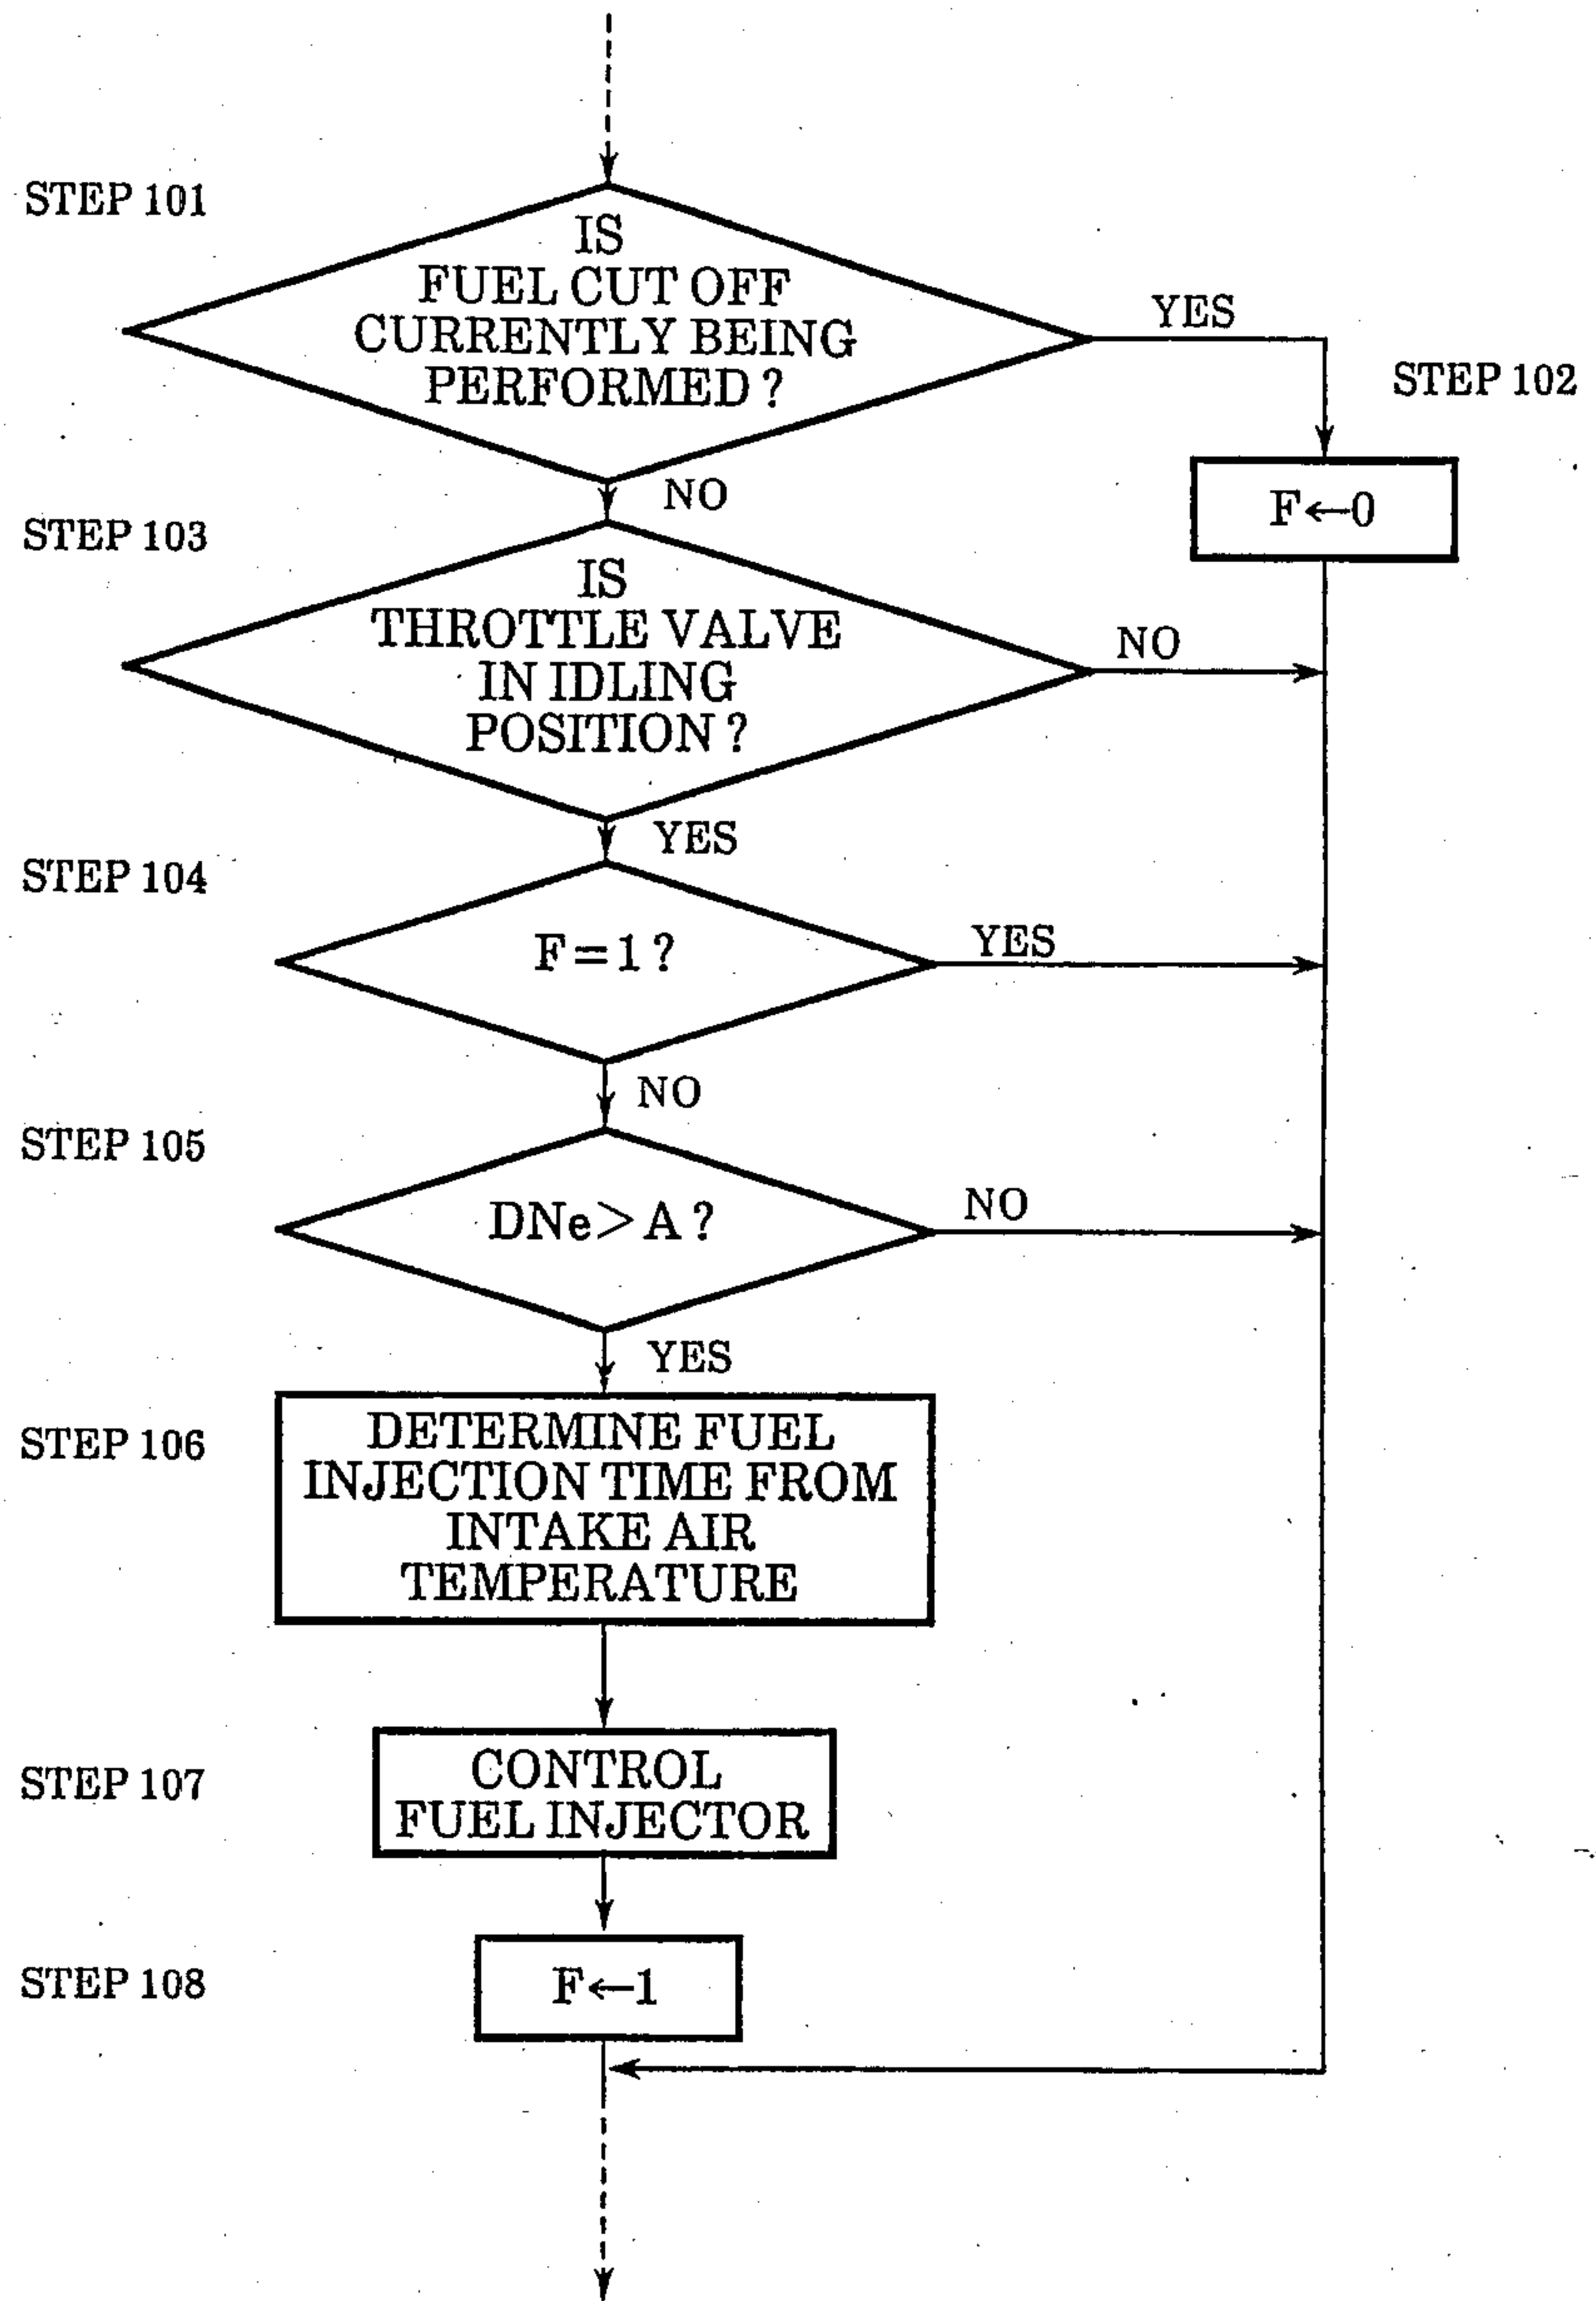 STEP 101
IS
FUEL CUT OFF
CURRENTLY BEING
PERFORMED ?
YES
STEP 102
F←0
NO
STEP 103
IS
THROTTLE VALVE
IN IDLING
POSITION ?
NO
YES
STEP 104
F=1 ?
YES
NO
STEP 105
DNe>A ?
NO
YES
STEP 106
DETERMINE FUEL
INJECTION TIME FROM
INTAKE AIR
TEMPERATURE
STEP 107
CONTROL
FUEL INJECTOR
STEP 108
F←1